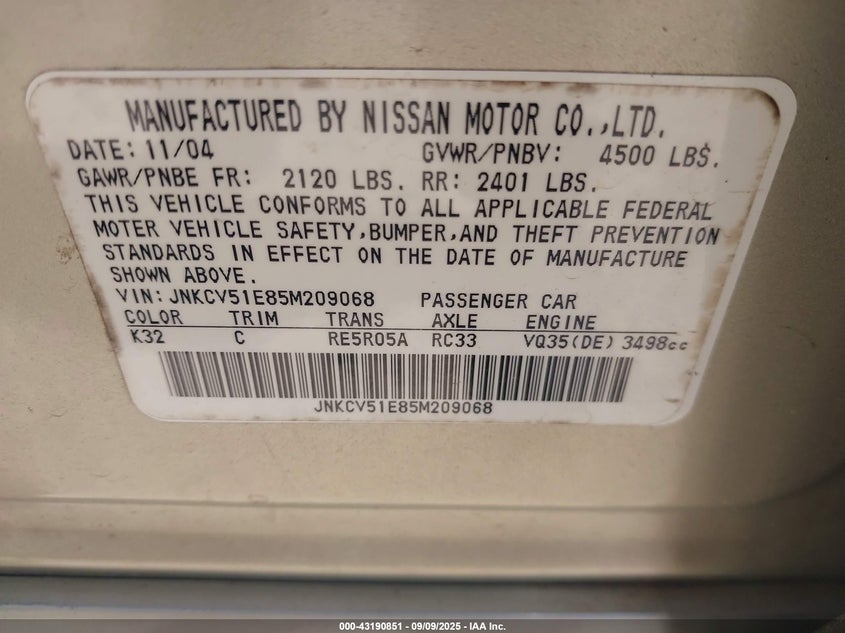 MANUFACTURED BY NISSAN MOTOR CO.,LTD.
DATE: 11/04 GVWR/PNBV: 4500 LBS.
GAWR/PNBE FR: 2120 LBS. RR: 2401 LBS.
THIS VEHICLE CONFORMS TO ALL APPLICABLE FEDERAL
MOTER VEHICLE SAFETY,BUMPER,AND THEFT PREVENTION
STANDARDS IN EFFECT ON THE DATE OF MANUFACTURE
SHOWN ABOVE.
VIN: JNKCV51E85M209068 PASSENGER CAR
COLOR TRIM TRANS AXLE ENGINE
K32 C RE5R05A RC33 VQ35(DE) 3498cc
JNKCV51E85M209068
000-43190851 - 09/09/2025 - IAA Inc.